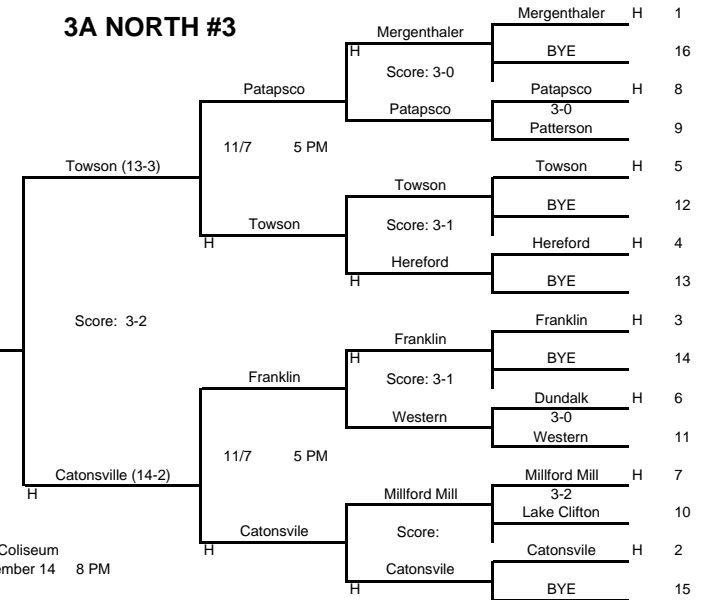 3A NORTH #3
Mergenthaler H 1
Mergenthaler
H
BYE 16
Score: 3-0
Patapsco
Patapsco H 8
Patapsco
3-0
Patterson 9
11/7 5 PM
Towson (13-3)
Towson H 5
Towson
BYE 12
Towson
H
Score: 3-1
Hereford H 4
Hereford
H
BYE 13
Score: 3-2
Franklin H 3
Franklin
H
BYE 14
Franklin
Score: 3-1
Dundalk H 6
Western
3-0
Western 11
11/7 5 PM
Catonsville (14-2)
H
Millford Mill H 7
Millford Mill
3-2
Lake Clifton 10
Catonsvile
H
Score:
Catonsvile H 2
Catonsvile
H
BYE 15
Coliseum
mber 14 8 PM